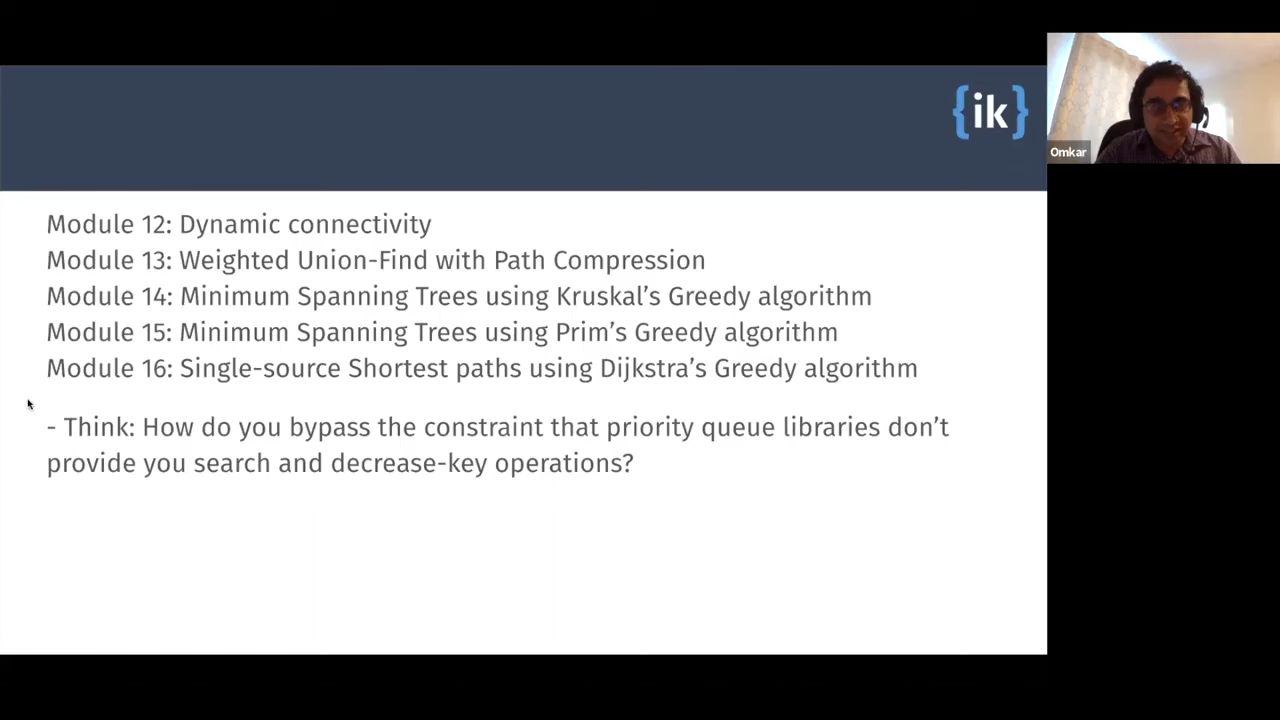 {ik}
Omkar
Module 12: Dynamic connectivity
Module 13: Weighted Union-Find with Path Compression
Module 14: Minimum Spanning Trees using Kruskal’s Greedy algorithm
Module 15: Minimum Spanning Trees using Prim’s Greedy algorithm
Module 16: Single-source Shortest paths using Dijkstra’s Greedy algorithm
- Think: How do you bypass the constraint that priority queue libraries don’t
provide you search and decrease-key operations?